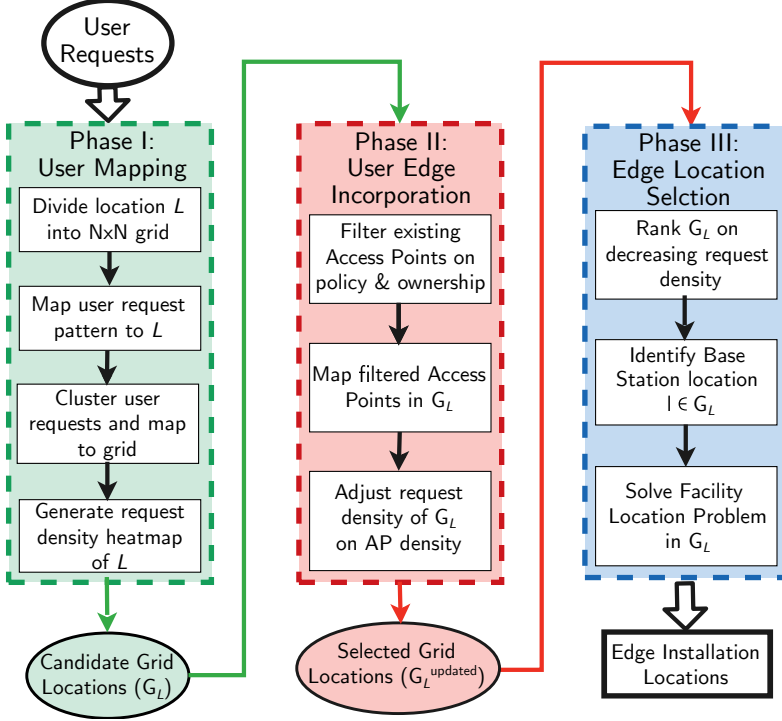 User
Requests
Phase I:
User Mapping
Divide location L
into NxN grid
Map user request
pattern to L
Cluster user
requests and map
to grid
Generate request
density heatmap
of L
Candidate Grid
Locations (G_L)
Phase II:
User Edge
Incorporation
Filter existing
Access Points on
policy & ownership
Map filtered Access
Points in G_L
Adjust request
density of G_L
on AP density
Selected Grid
Locations (G_L^updated)
Phase III:
Edge Location
Selction
Rank G_L on
decreasing request
density
Identify Base
Station location
l ∈ G_L
Solve Facility
Location Problem
in G_L
Edge Installation
Locations